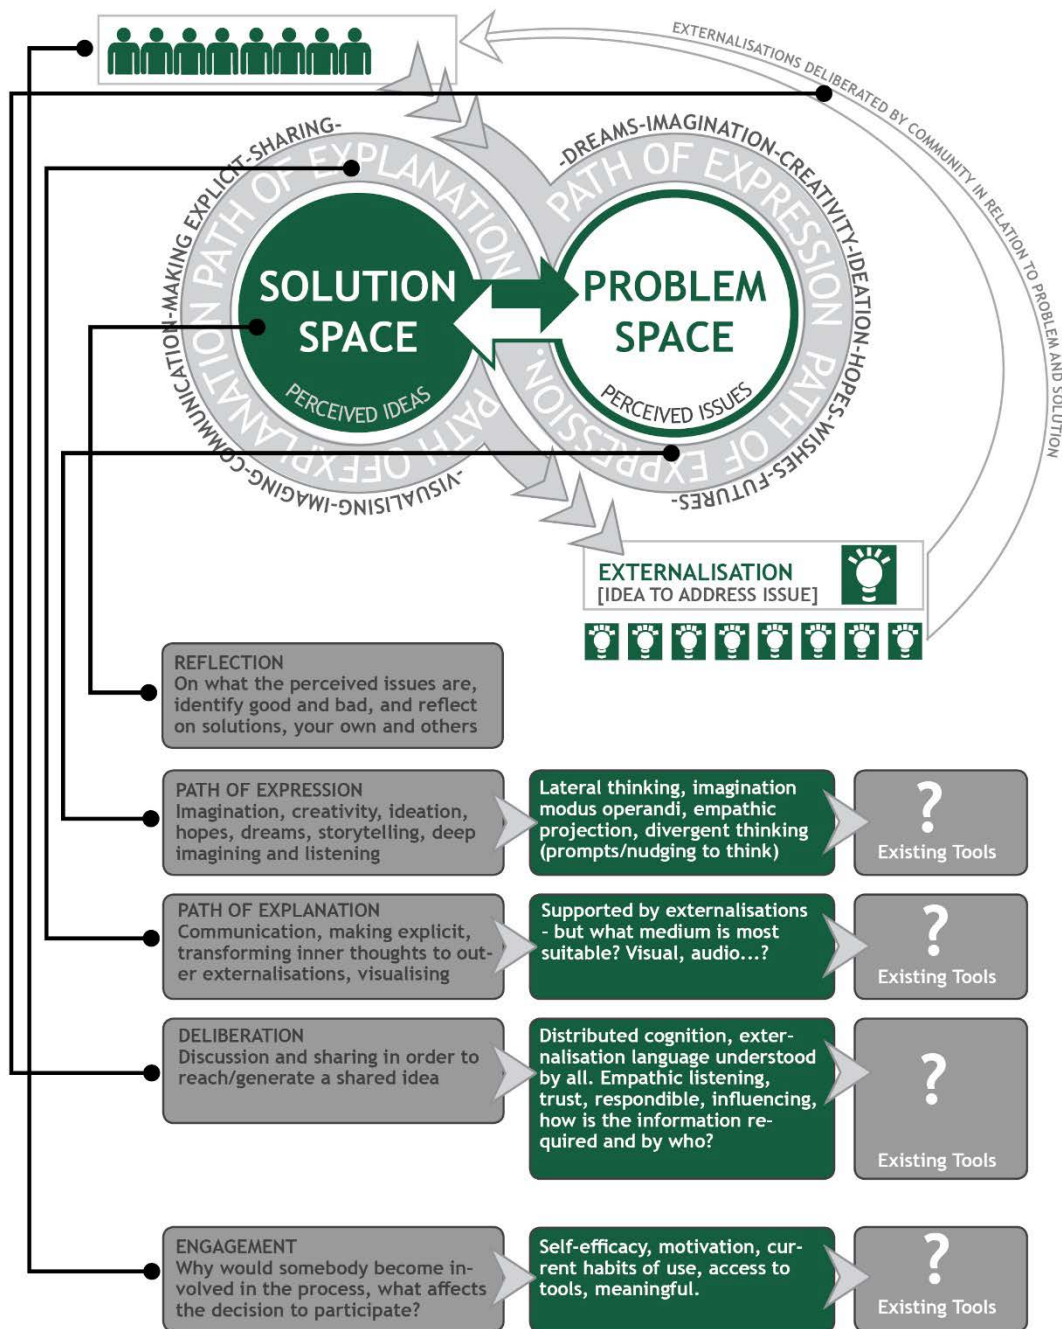 EXTERNALISATIONS DELIBERATED BY COMMUNITY IN RELATION TO PROBLEM AND SOLUTION
-VISUALISING-IMAGING-COMMUNICATION-MAKING EXPLICIT-SHARING-
PATH OF EXPLANATION
PATH OFEXPLANATION
SOLUTION
SPACE
PERCEIVED IDEAS
-DREAMS-IMAGINATION-CREATIVITY-IDEATION-HOPES-WISHES-FUTURES-
PATH OF EXPRESSION
PATH OF EXPRESSION.
PROBLEM
SPACE
PERCEIVED ISSUES
EXTERNALISATION
[IDEA TO ADDRESS ISSUE]
REFLECTION
On what the perceived issues are,
identify good and bad, and reflect
on solutions, your own and others
PATH OF EXPRESSION
Imagination, creativity, ideation,
hopes, dreams, storytelling, deep
imagining and listening
Lateral thinking, imagination
modus operandi, empathic
projection, divergent thinking
(prompts/nudging to think)
?
Existing Tools
PATH OF EXPLANATION
Communication, making explicit,
transforming inner thoughts to out-
er externalisations, visualising
Supported by externalisations
- but what medium is most
suitable? Visual, audio...?
?
Existing Tools
DELIBERATION
Discussion and sharing in order to
reach/generate a shared idea
Distributed cognition, exter-
nalisation language understood
by all. Empathic listening,
trust, respondible, influencing,
how is the information re-
quired and by who?
?
Existing Tools
ENGAGEMENT
Why would somebody become in-
volved in the process, what affects
the decision to participate?
Self-efficacy, motivation, cur-
rent habits of use, access to
tools, meaningful.
?
Existing Tools